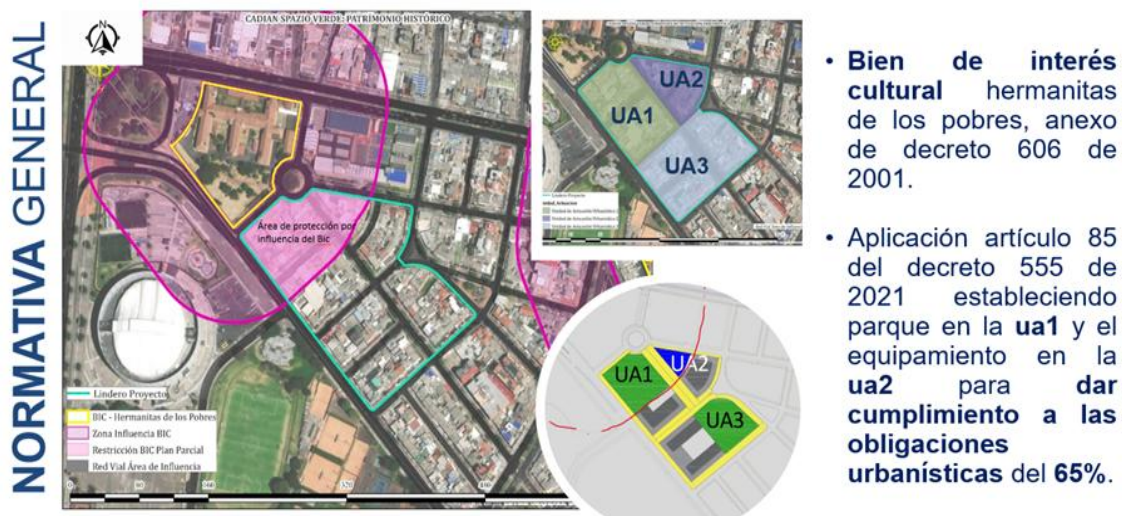 NORMATIVA GENERAL
CADIAN SPAZIO VERDE: PATRIMONIO HISTÓRICO
Área de protección por
influencia del Bic
Lindero Proyecto
BIC - Hermanitas de los Pobres
Zona Influencia BIC
Restricción BIC Plan Parcial
Red Vial Área de Influencia
UA1
UA2
UA3
Lindero Proyecto
UA1
UA2
UA3
• Bien de interés
cultural hermanitas
de los pobres, anexo
de decreto 606 de
2001.
• Aplicación artículo 85
del decreto 555 de
2021 estableciendo
parque en la ua1 y el
equipamiento en la
ua2 para dar
cumplimiento a las
obligaciones
urbanísticas del 65%.